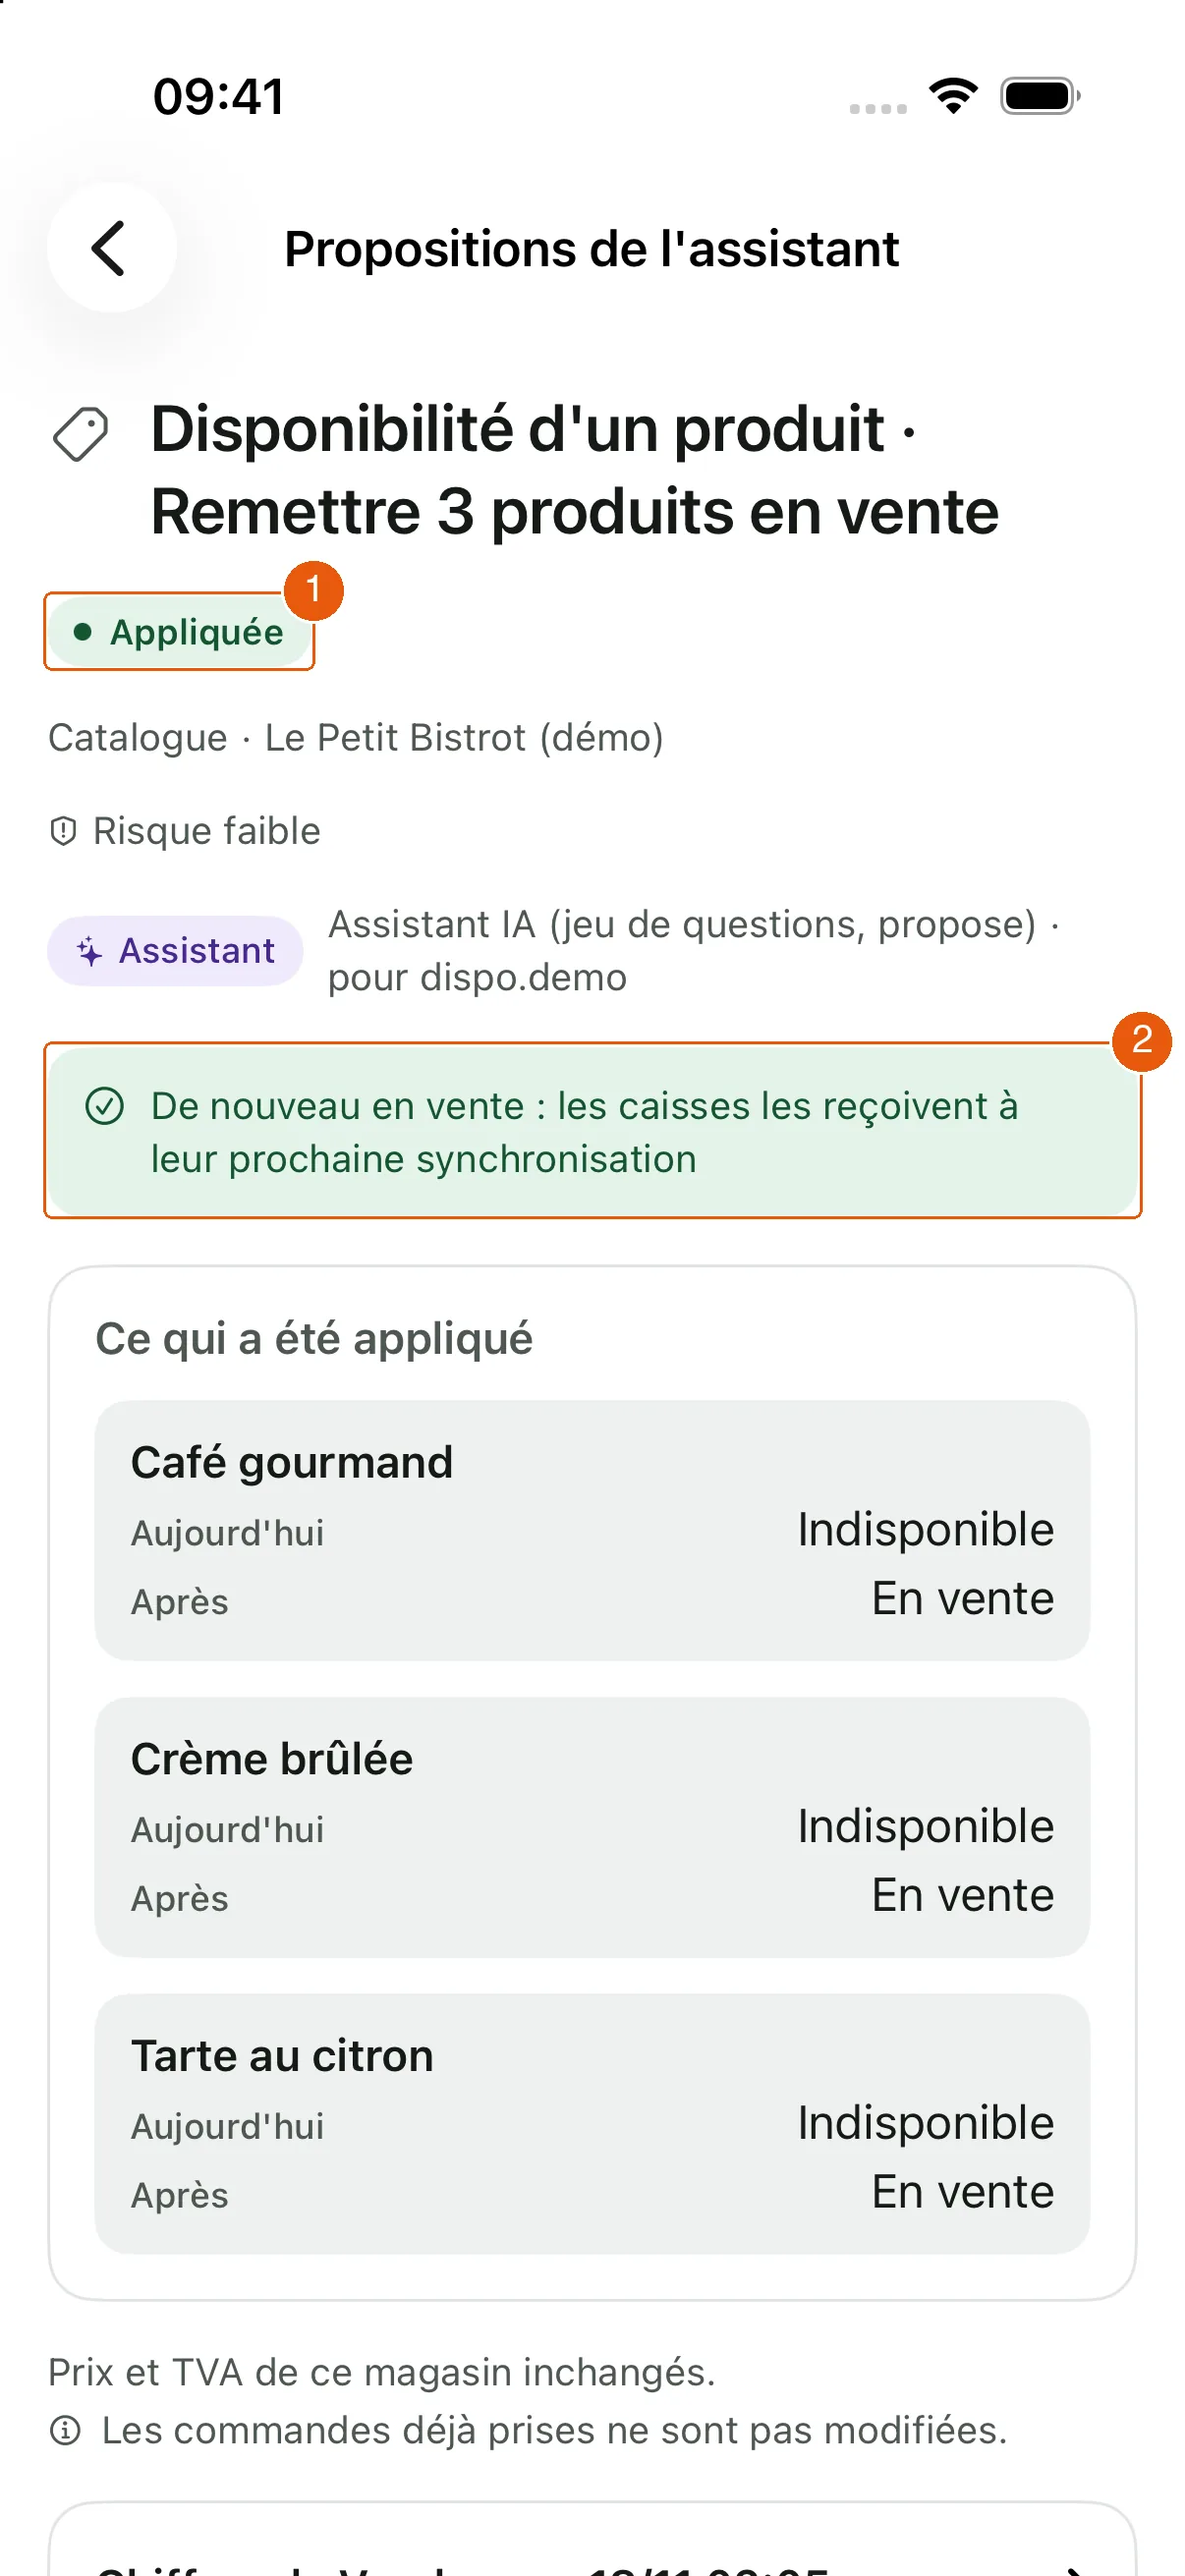 09:41
Propositions de l'assistant
Disponibilité d'un produit ·
Remettre 3 produits en vente
1
Appliquée
Catalogue · Le Petit Bistrot (démo)
Risque faible
Assistant
Assistant IA (jeu de questions, propose) ·
pour dispo.demo
2
De nouveau en vente : les caisses les reçoivent à
leur prochaine synchronisation
Ce qui a été appliqué
Café gourmand
Aujourd'hui Indisponible
Après En vente
Crème brûlée
Aujourd'hui Indisponible
Après En vente
Tarte au citron
Aujourd'hui Indisponible
Après En vente
Prix et TVA de ce magasin inchangés.
Les commandes déjà prises ne sont pas modifiées.